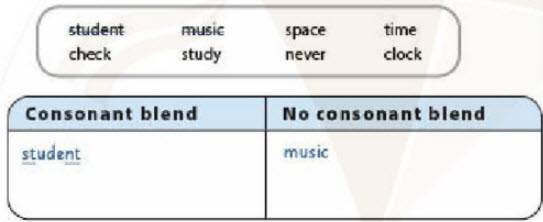 student music space time
check study never clock
Consonant blend No consonant blend
student music